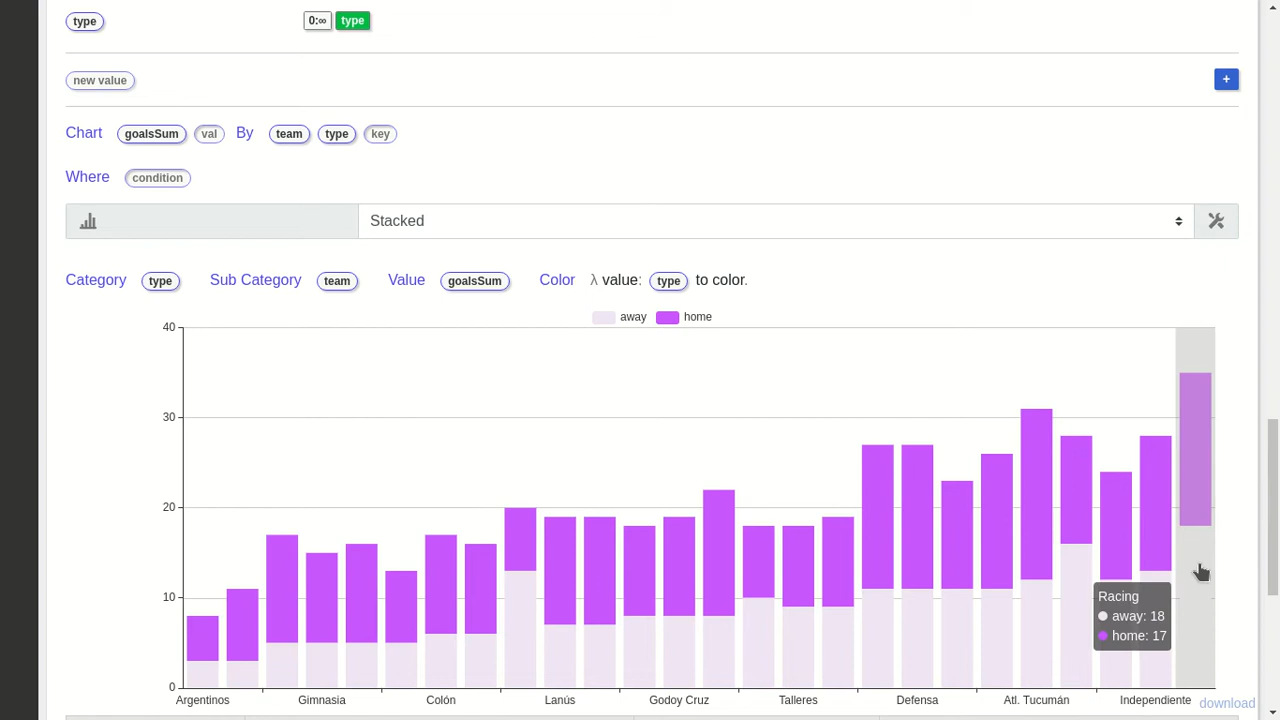 type 0:∞ type
new value +
Chart goalsSum val By team type key
Where condition
Stacked
Category type Sub Category team Value goalsSum Color λ value: type to color.
away home
40
30
20
10
0
Racing
away: 18
home: 17
Argentinos Gimnasia Colón Lanús Godoy Cruz Talleres Defensa Atl. Tucumán Independiente
download